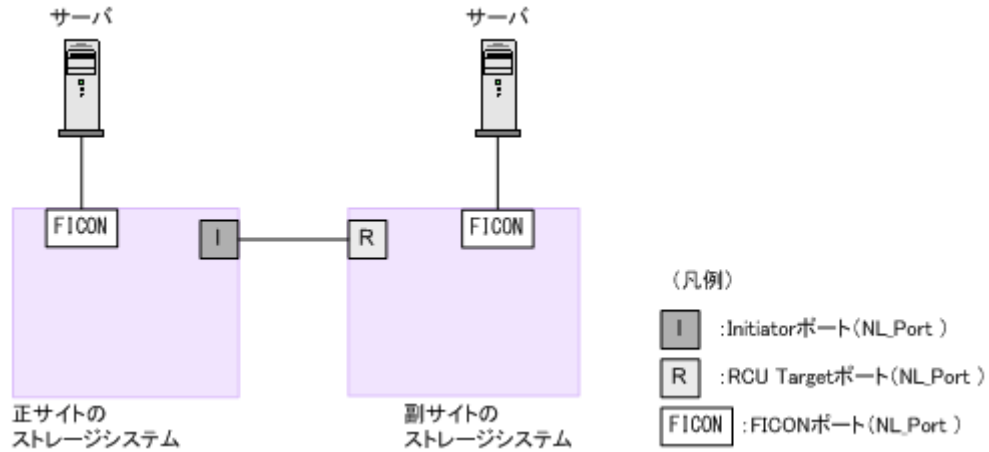 サーバ
サーバ
FICON
I
R
FICON
正サイトの
ストレージシステム
副サイトの
ストレージシステム
（凡例）
I :Initiatorポート（NL_Port ）
R :RCU Targetポート（NL_Port ）
FICON :FICONポート（NL_Port ）